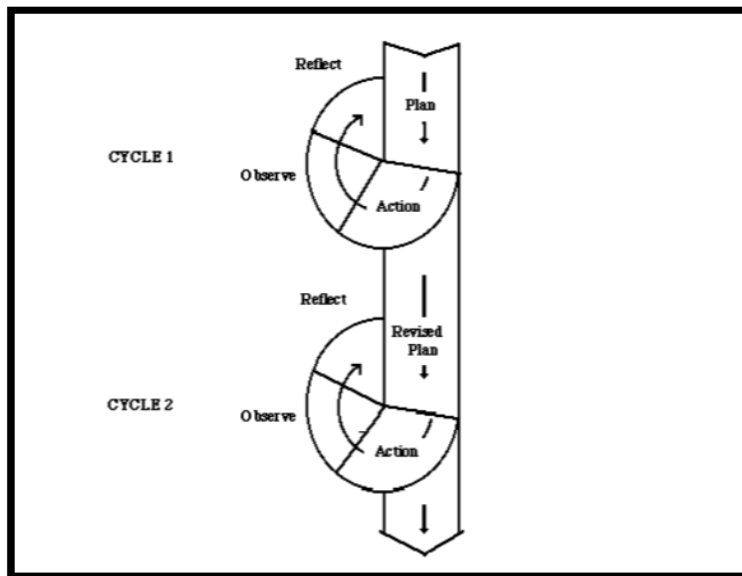 Reflect
Plan
CYCLE 1
Observe
Action
Reflect
Revised
Plan
CYCLE 2
Observe
Action